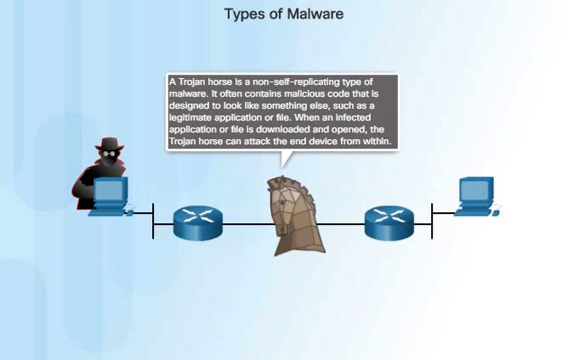 Types of Malware
A Trojan horse is a non-self-replicating type of
malware. It often contains malicious code that is
designed to look like something else, such as a
legitimate application or file. When an infected
application or file is downloaded and opened, the
Trojan horse can attack the end device from within.